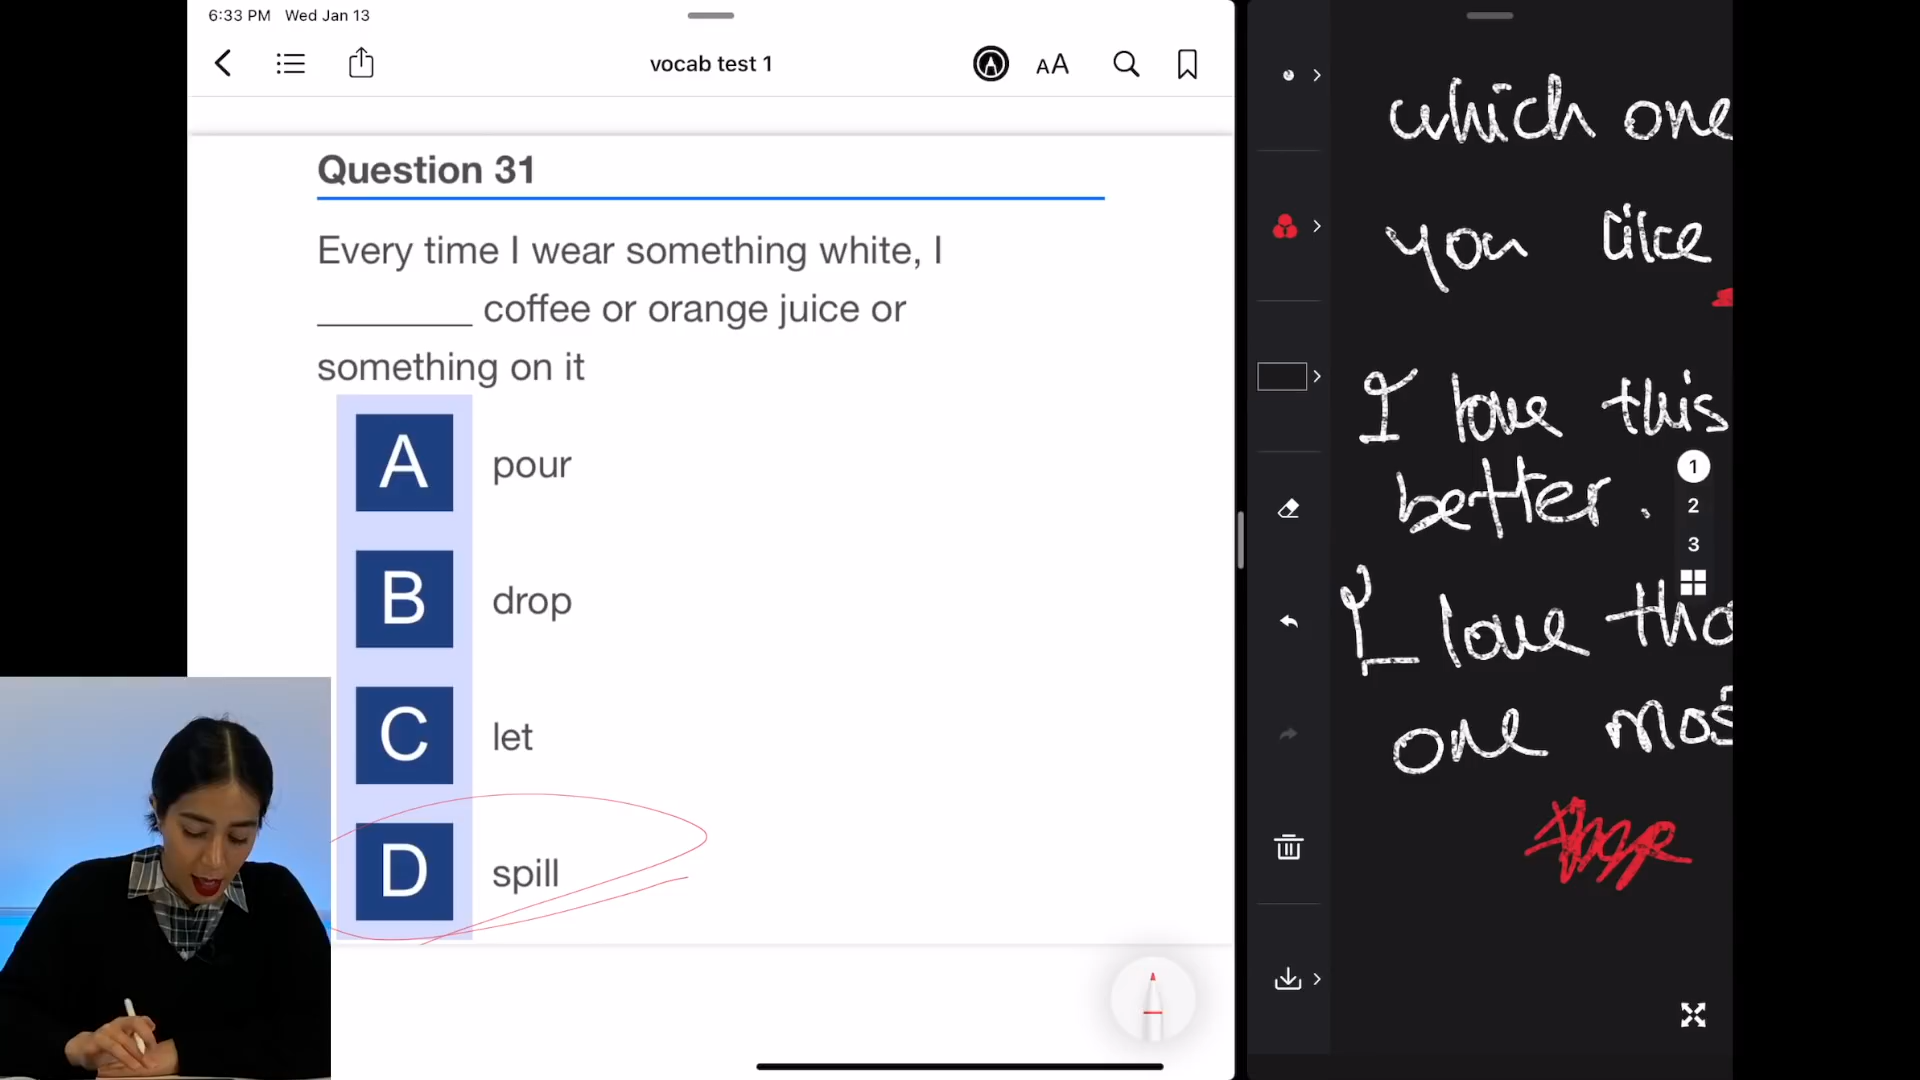 6:33 PM Wed Jan 13
vocab test 1
AA
Question 31
Every time I wear something white, I
________ coffee or orange juice or
something on it
A pour
B drop
C let
D spill
which one
you like
I love this
better.
I love
one
1
2
3